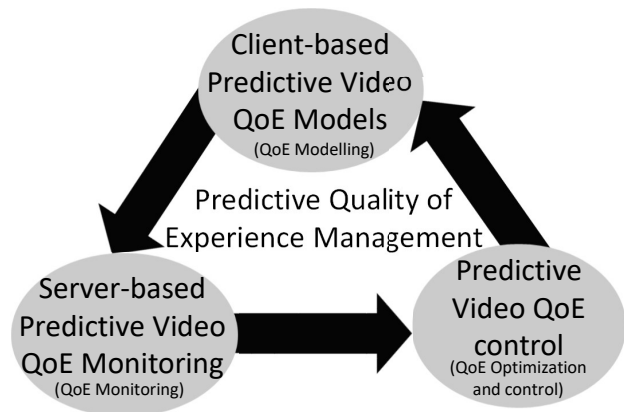 Client-based
Predictive Video
QoE Models
(QoE Modelling)
Predictive Quality of
Experience Management
Server-based
Predictive Video
QoE Monitoring
(QoE Monitoring)
Predictive
Video QoE
control
(QoE Optimization
and control)